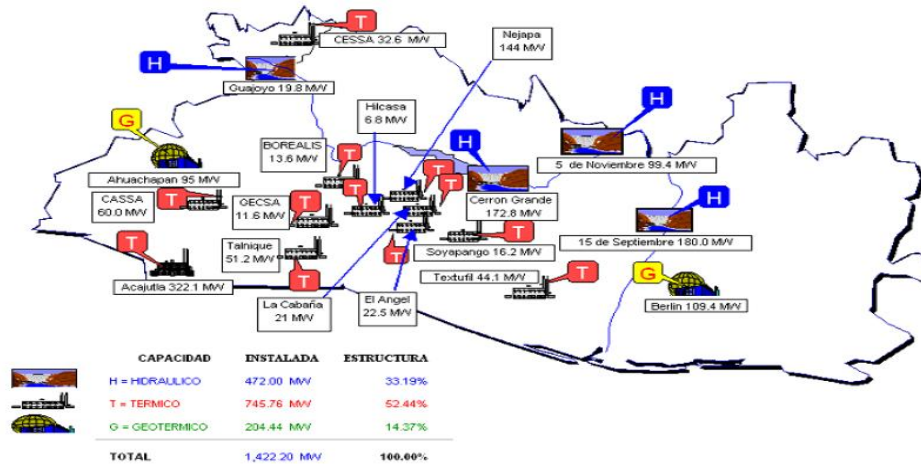 T
CESSA 32.6 MW
Nejapa
144 MW
H
Guajoyo 19.8 MW
Hilcasa
6.8 MW
H
G
BOREALIS
13.6 MW
T
H
5 de Noviembre 99.4 MW
Ahuachapan 95 MW
T
T
T
T
CASSA
60.0 MW
T
GECSA
11.6 MW
T
Cerron Grande
172.8 MW
H
T
Talnique
51.2 MW
T
T
Soyapango 16.2 MW
15 de Septiembre 180.0 MW
T
Acajutla 322.1 MW
T
Textufil 44.1 MW
T
G
La Cabaña
21 MW
El Angel
22.5 MW
Berlin 109.4 MW
CAPACIDAD INSTALADA ESTRUCTURA
H = HIDRAULICO 472.00 MW 33.19%
T = TERMICO 745.76 MW 52.44%
G = GEOTERMICO 204.44 MW 14.37%
TOTAL 1,422.20 MW 100.00%